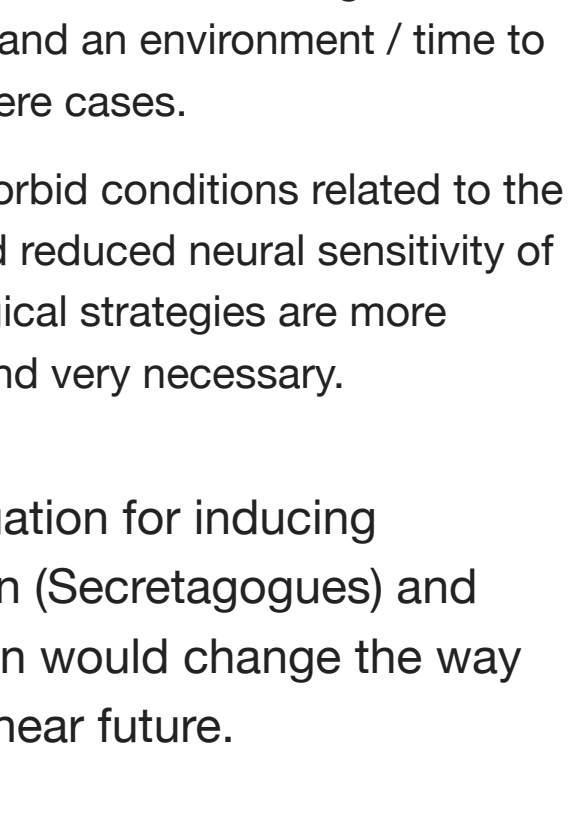 and an environment / time to
ere cases.
orbid conditions related to the
d reduced neural sensitivity of
gical strategies are more
nd very necessary.
uation for inducing
n (Secretagogues) and
n would change the way
near future.